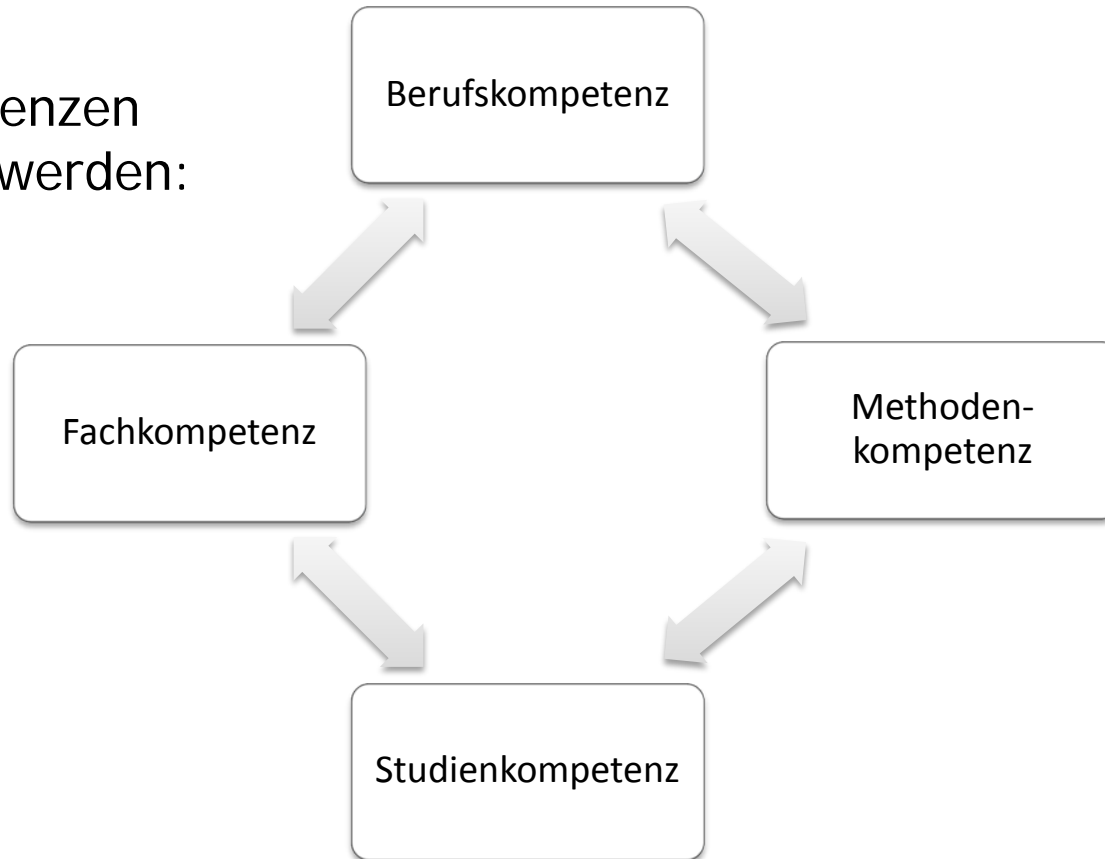 enzen
werden:
Berufskompetenz
Fachkompetenz
Methoden-
kompetenz
Studienkompetenz